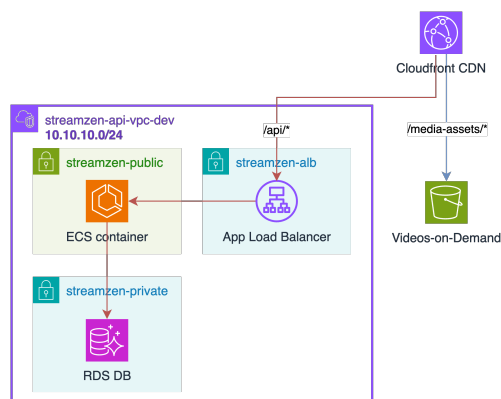 Cloudfront CDN
streamzen-api-vpc-dev
10.10.10.0/24
/api/*
/media-assets/*
streamzen-public
streamzen-alb
ECS container
App Load Balancer
Videos-on-Demand
streamzen-private
RDS DB